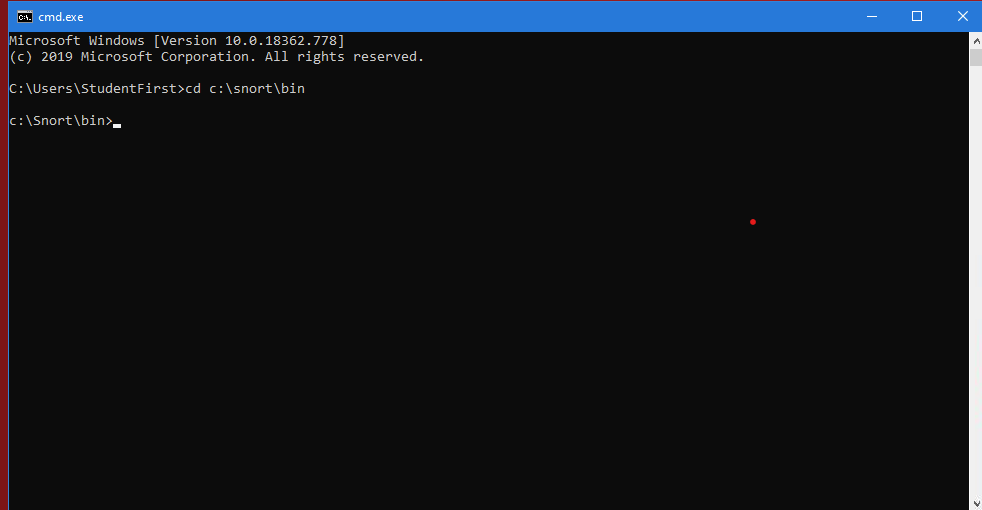 cmd.exe
Microsoft Windows [Version 10.0.18362.778]
(c) 2019 Microsoft Corporation. All rights reserved.
C:\Users\StudentFirst>cd c:\snort\bin
c:\Snort\bin>